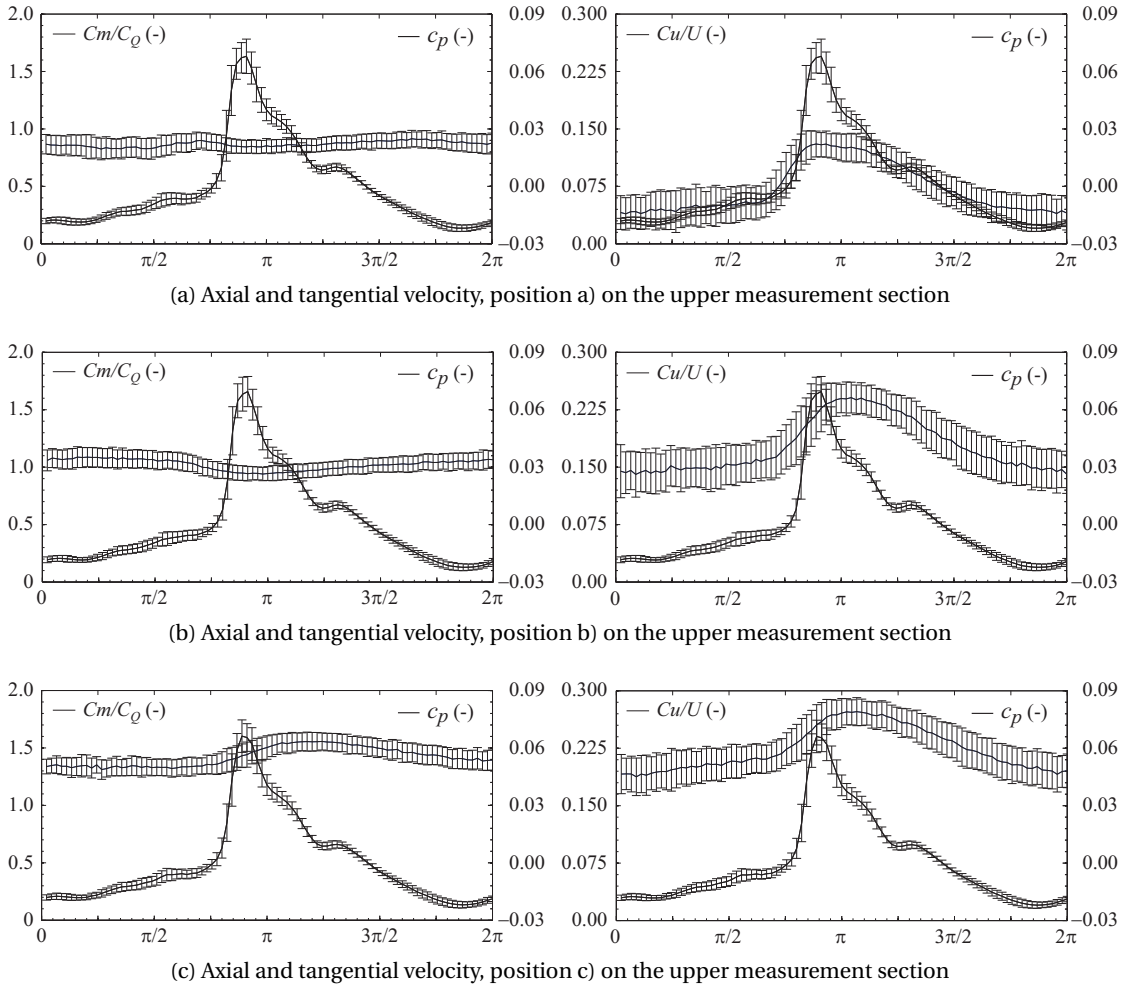 2.0 Cm/C_Q (-) c_p (-) 0.09 0.300 Cu/U (-) c_p (-) 0.09
1.5 0.06 0.225 0.06
1.0 0.03 0.150 0.03
0.5 0.00 0.075 0.00
0 −0.03 0.00 −0.03
0 π/2 π 3π/2 2π 0 π/2 π 3π/2 2π
(a) Axial and tangential velocity, position a) on the upper measurement section
2.0 Cm/C_Q (-) c_p (-) 0.09 0.300 Cu/U (-) c_p (-) 0.09
1.5 0.06 0.225 0.06
1.0 0.03 0.150 0.03
0.5 0.00 0.075 0.00
0 −0.03 0.00 −0.03
0 π/2 π 3π/2 2π 0 π/2 π 3π/2 2π
(b) Axial and tangential velocity, position b) on the upper measurement section
2.0 Cm/C_Q (-) c_p (-) 0.09 0.300 Cu/U (-) c_p (-) 0.09
1.5 0.06 0.225 0.06
1.0 0.03 0.150 0.03
0.5 0.00 0.075 0.00
0 −0.03 0.00 −0.03
0 π/2 π 3π/2 2π 0 π/2 π 3π/2 2π
(c) Axial and tangential velocity, position c) on the upper measurement section